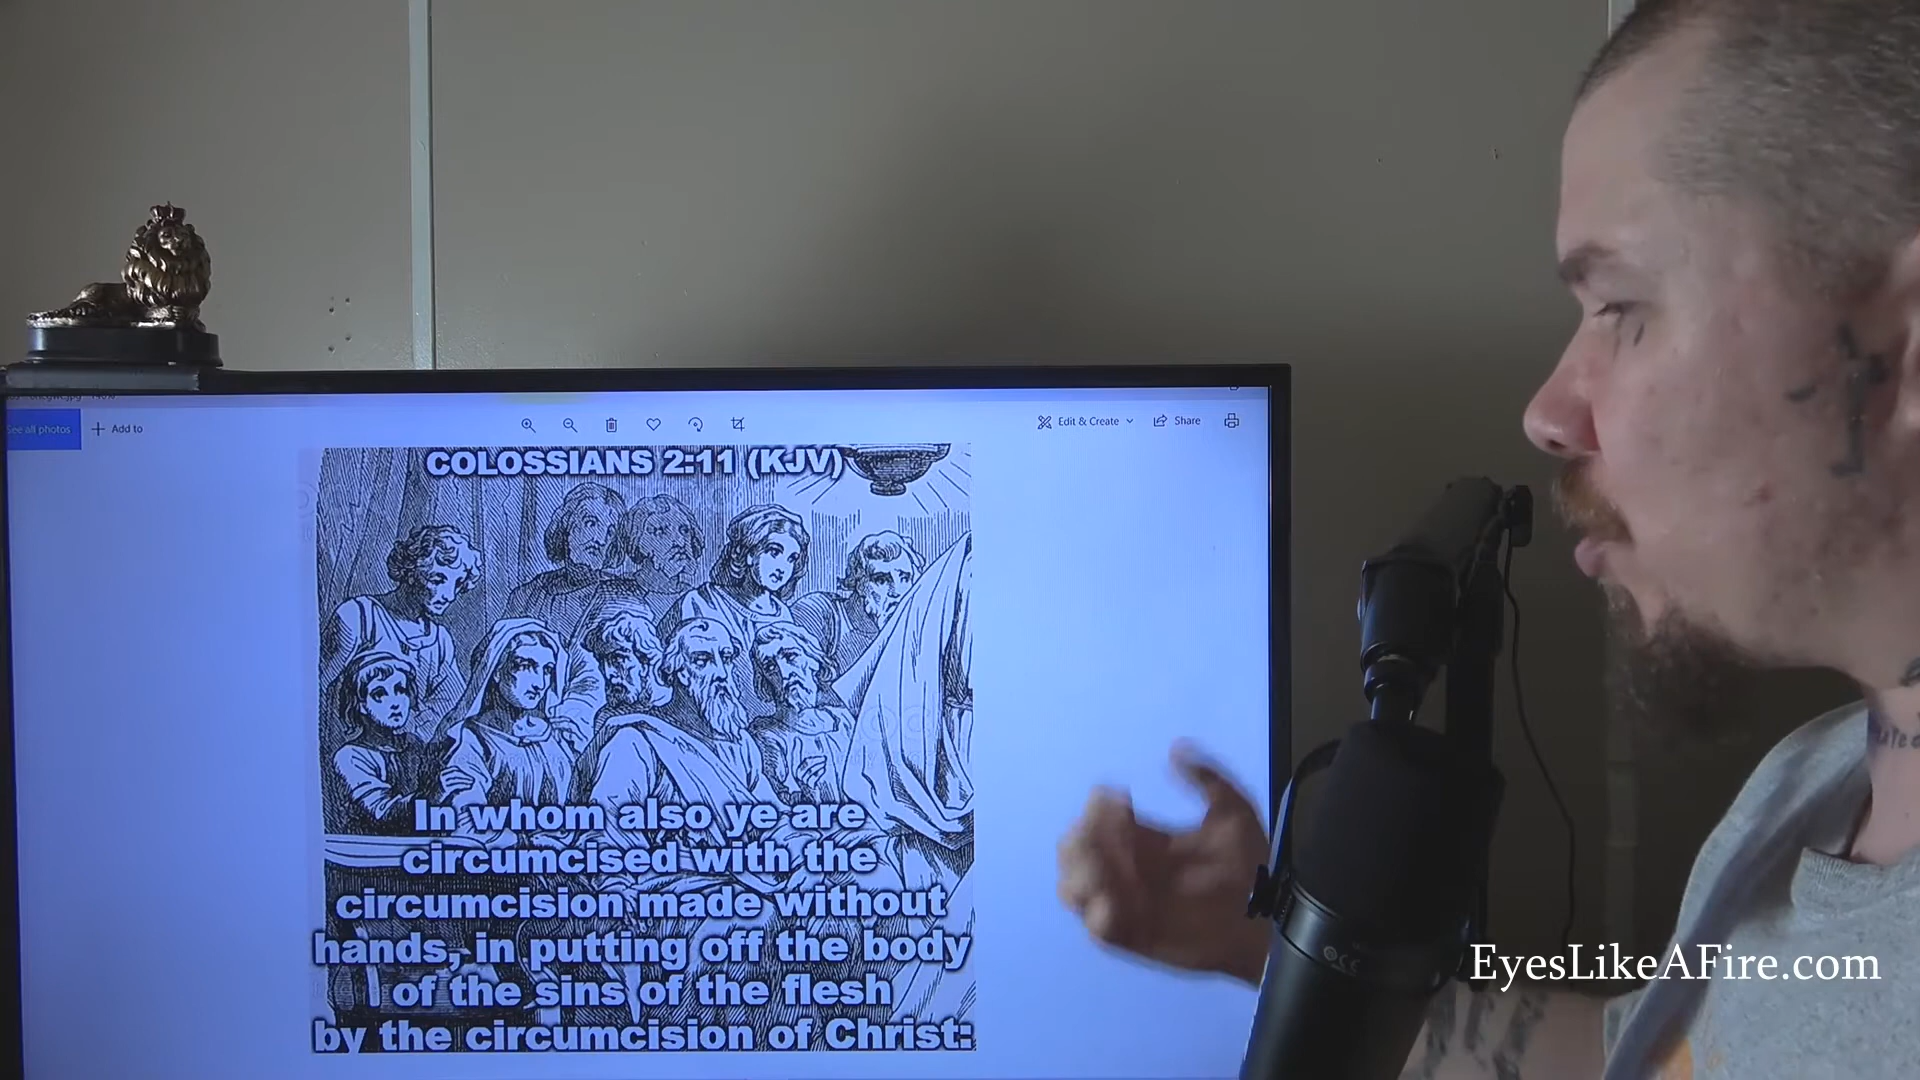 See all photos
Add to
Edit & Create
Share
COLOSSIANS 2:11 (KJV)
In whom also ye are
circumcised with the
circumcision made without
hands, in putting off the body
of the sins of the flesh
by the circumcision of Christ:
EyesLikeAFire.com